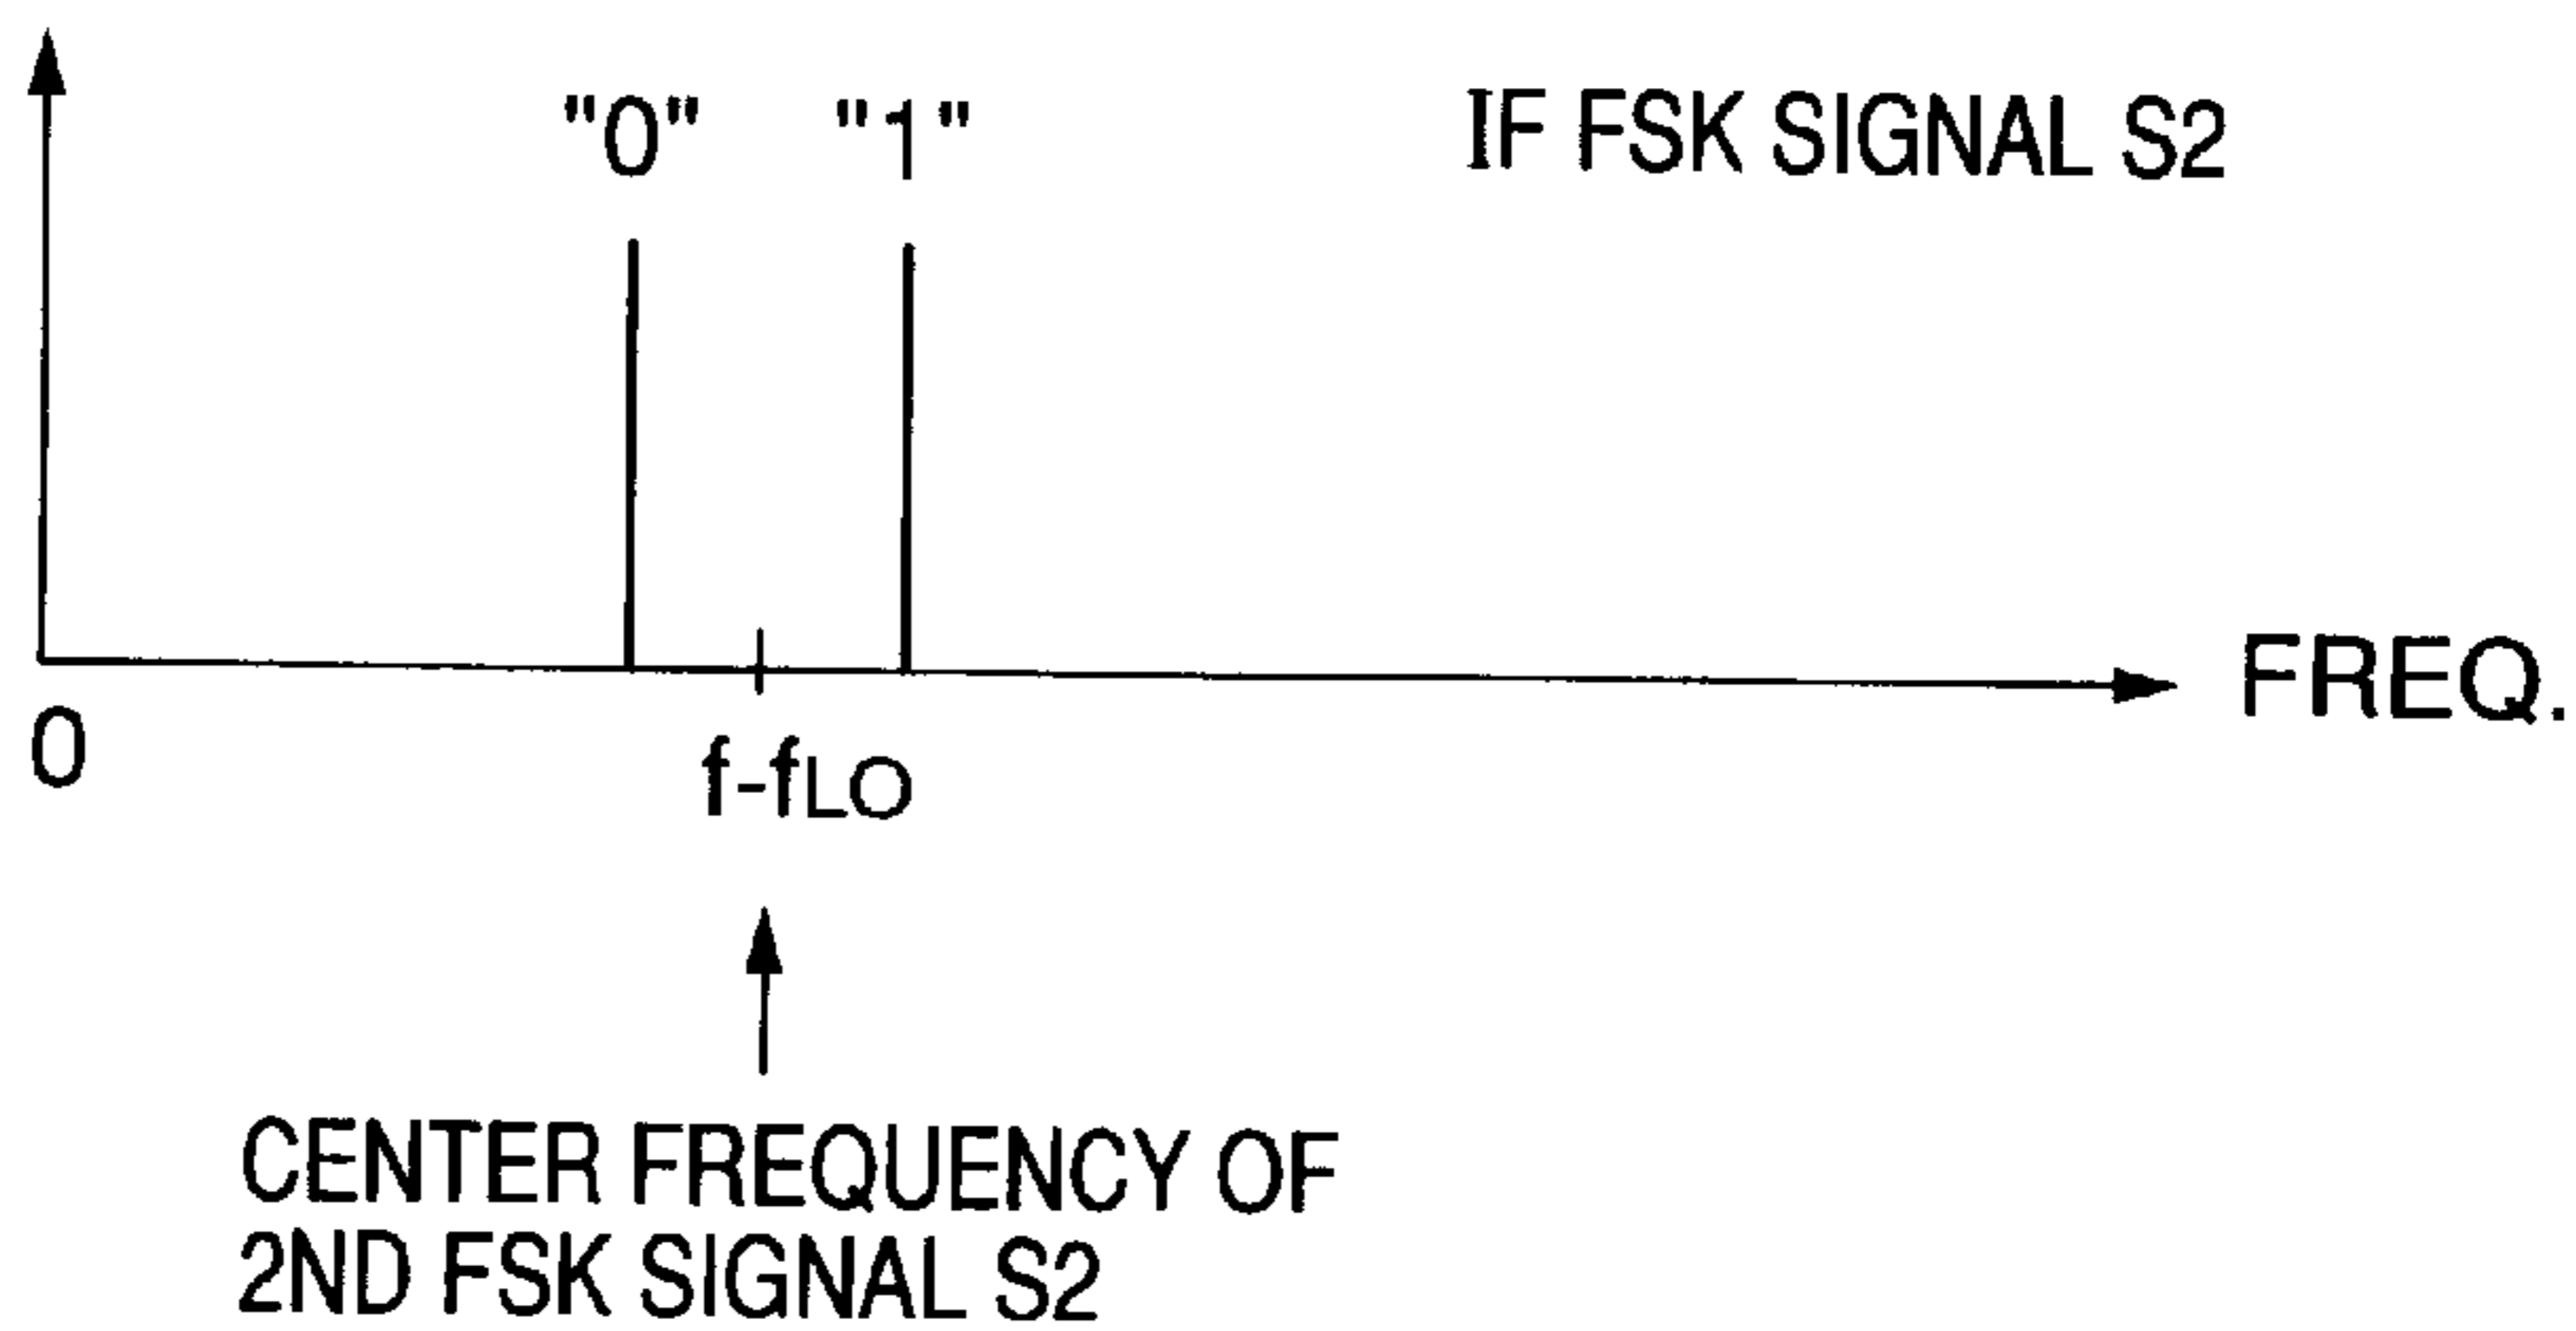 "0" "1" IF FSK SIGNAL S2
FREQ.
0
f-fLO
CENTER FREQUENCY OF
2ND FSK SIGNAL S2